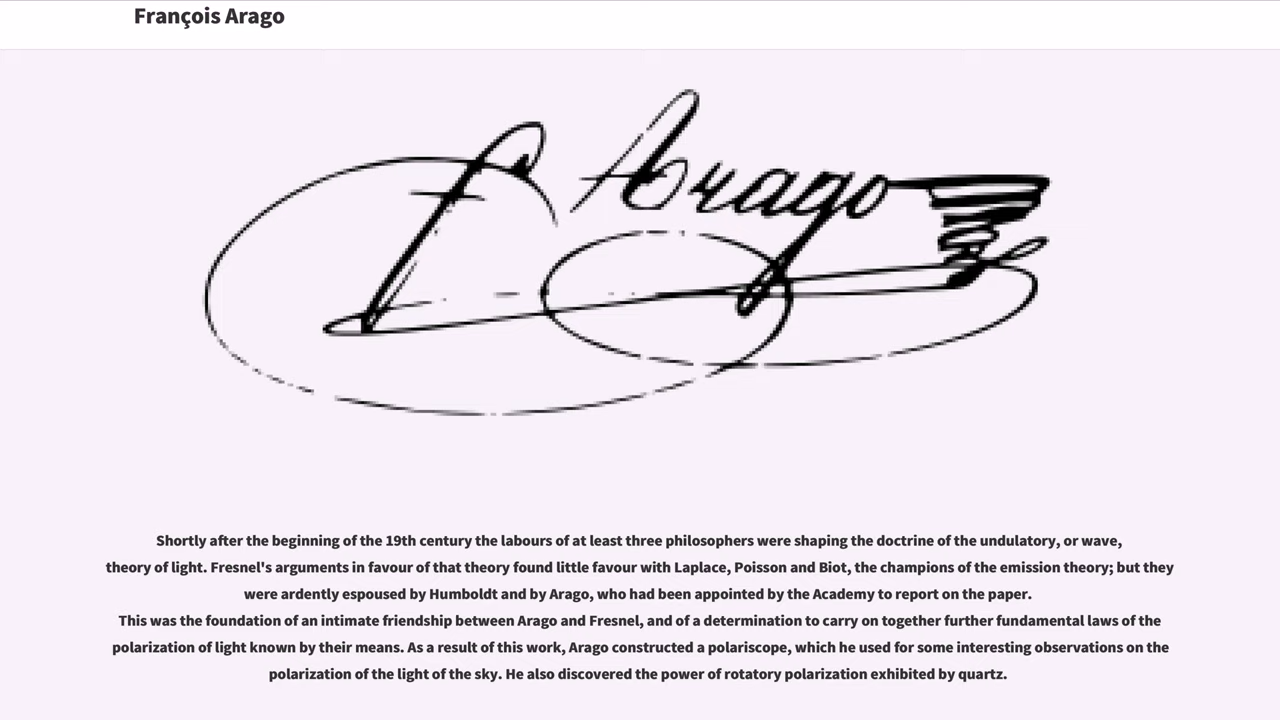 François Arago
F Arago
Shortly after the beginning of the 19th century the labours of at least three philosophers were shaping the doctrine of the undulatory, or wave,
theory of light. Fresnel's arguments in favour of that theory found little favour with Laplace, Poisson and Biot, the champions of the emission theory; but they
were ardently espoused by Humboldt and by Arago, who had been appointed by the Academy to report on the paper.
This was the foundation of an intimate friendship between Arago and Fresnel, and of a determination to carry on together further fundamental laws of the
polarization of light known by their means. As a result of this work, Arago constructed a polariscope, which he used for some interesting observations on the
polarization of the light of the sky. He also discovered the power of rotatory polarization exhibited by quartz.